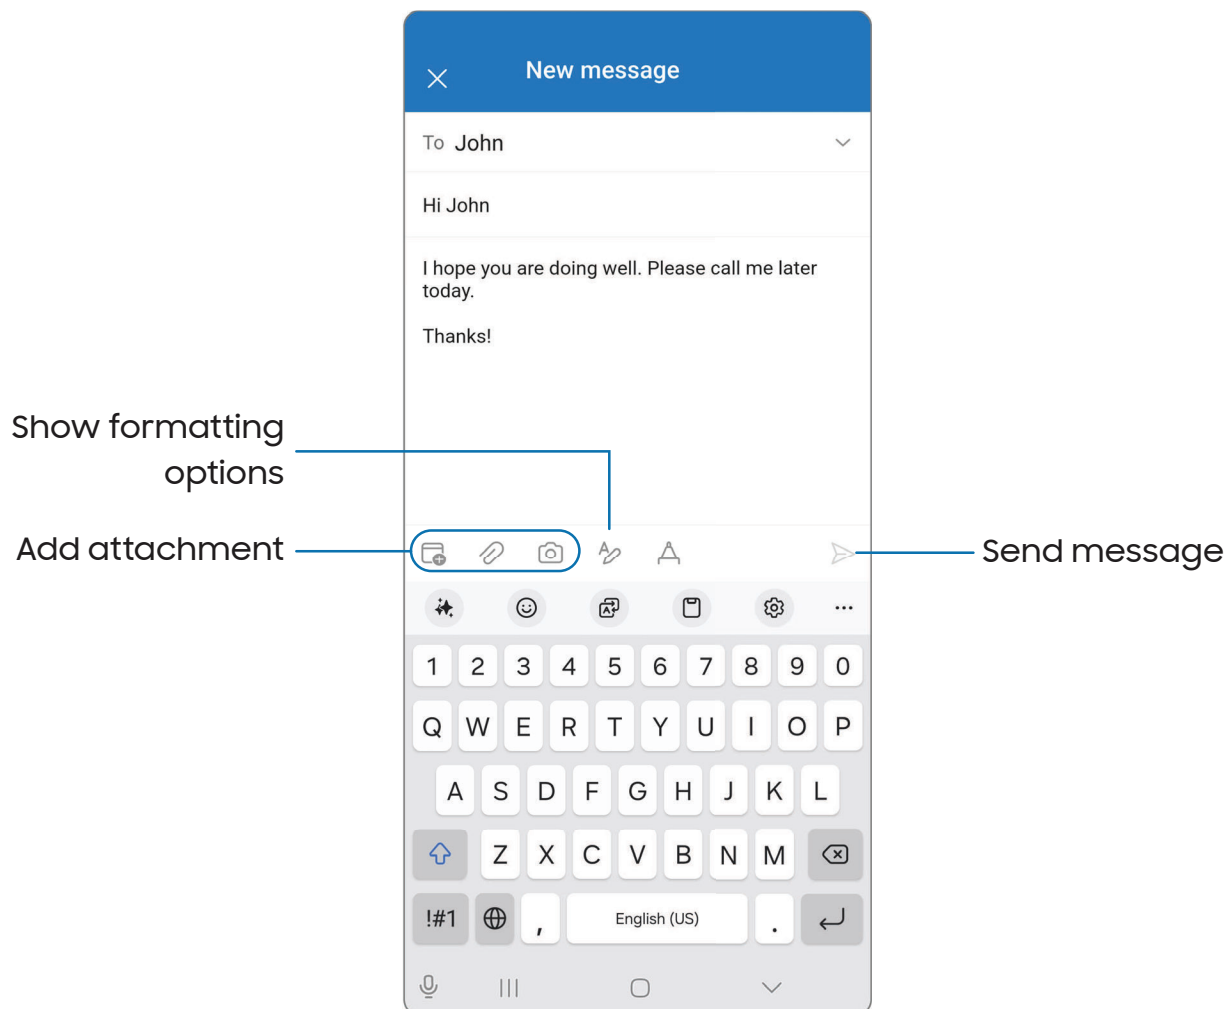 New message
To John
Hi John
I hope you are doing well. Please call me later
today.
Thanks!
Show formatting
options
Add attachment
Send message
1 2 3 4 5 6 7 8 9 0
Q W E R T Y U I O P
A S D F G H J K L
Z X C V B N M
!#1 , English (US) .